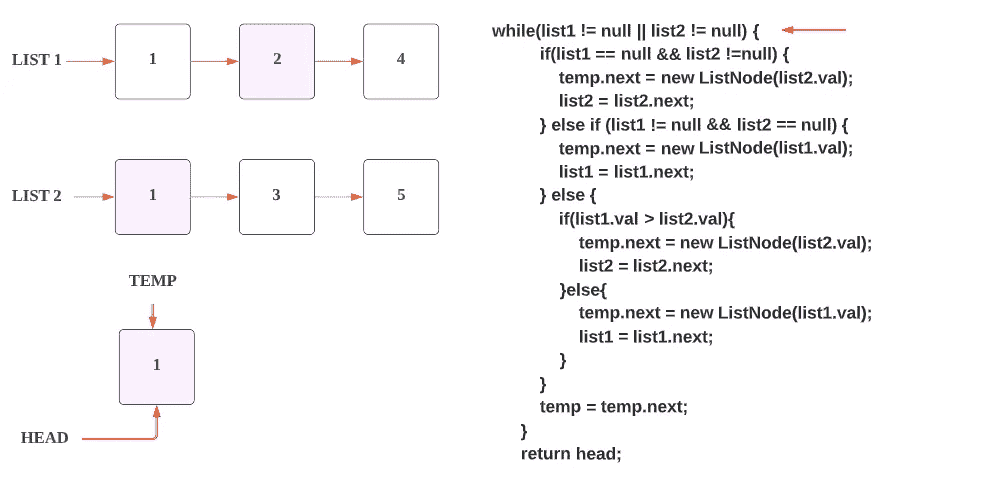 LIST 1 1 2 4
LIST 2 1 3 5
TEMP
1
HEAD
while(list1 != null || list2 != null) {
if(list1 == null && list2 !=null) {
temp.next = new ListNode(list2.val);
list2 = list2.next;
} else if (list1 != null && list2 == null) {
temp.next = new ListNode(list1.val);
list1 = list1.next;
} else {
if(list1.val > list2.val){
temp.next = new ListNode(list2.val);
list2 = list2.next;
}else{
temp.next = new ListNode(list1.val);
list1 = list1.next;
}
}
temp = temp.next;
}
return head;